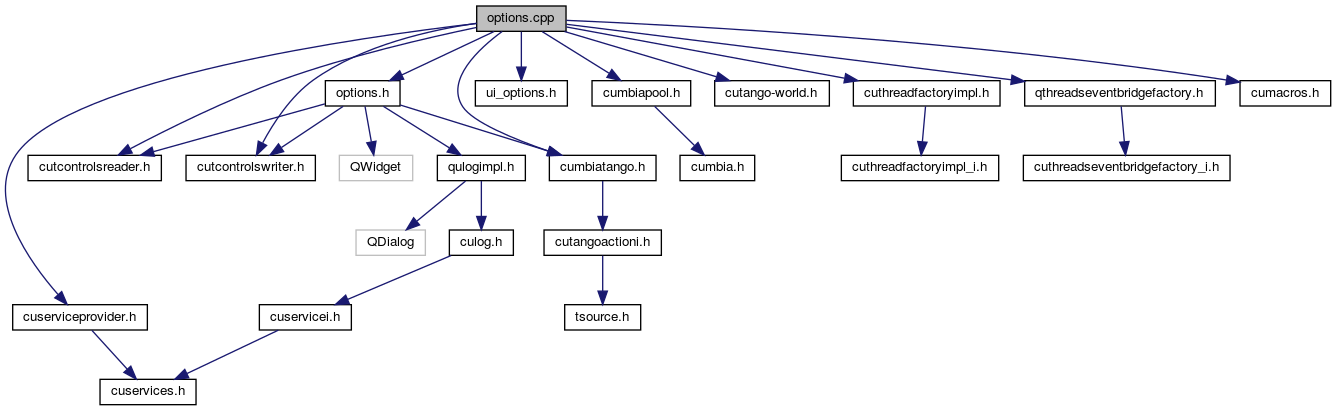 options.cpp
options.h
ui_options.h
cumbiapool.h
cutango-world.h
cuthreadfactoryimpl.h
qthreadseventbridgefactory.h
cumacros.h
cutcontrolsreader.h
cutcontrolswriter.h
QWidget
qulogimpl.h
cumbiatango.h
cumbia.h
cuthreadfactoryimpl_i.h
cuthreadseventbridgefactory_i.h
QDialog
culog.h
cutangoactioni.h
cuserviceprovider.h
cuservicei.h
tsource.h
cuservices.h